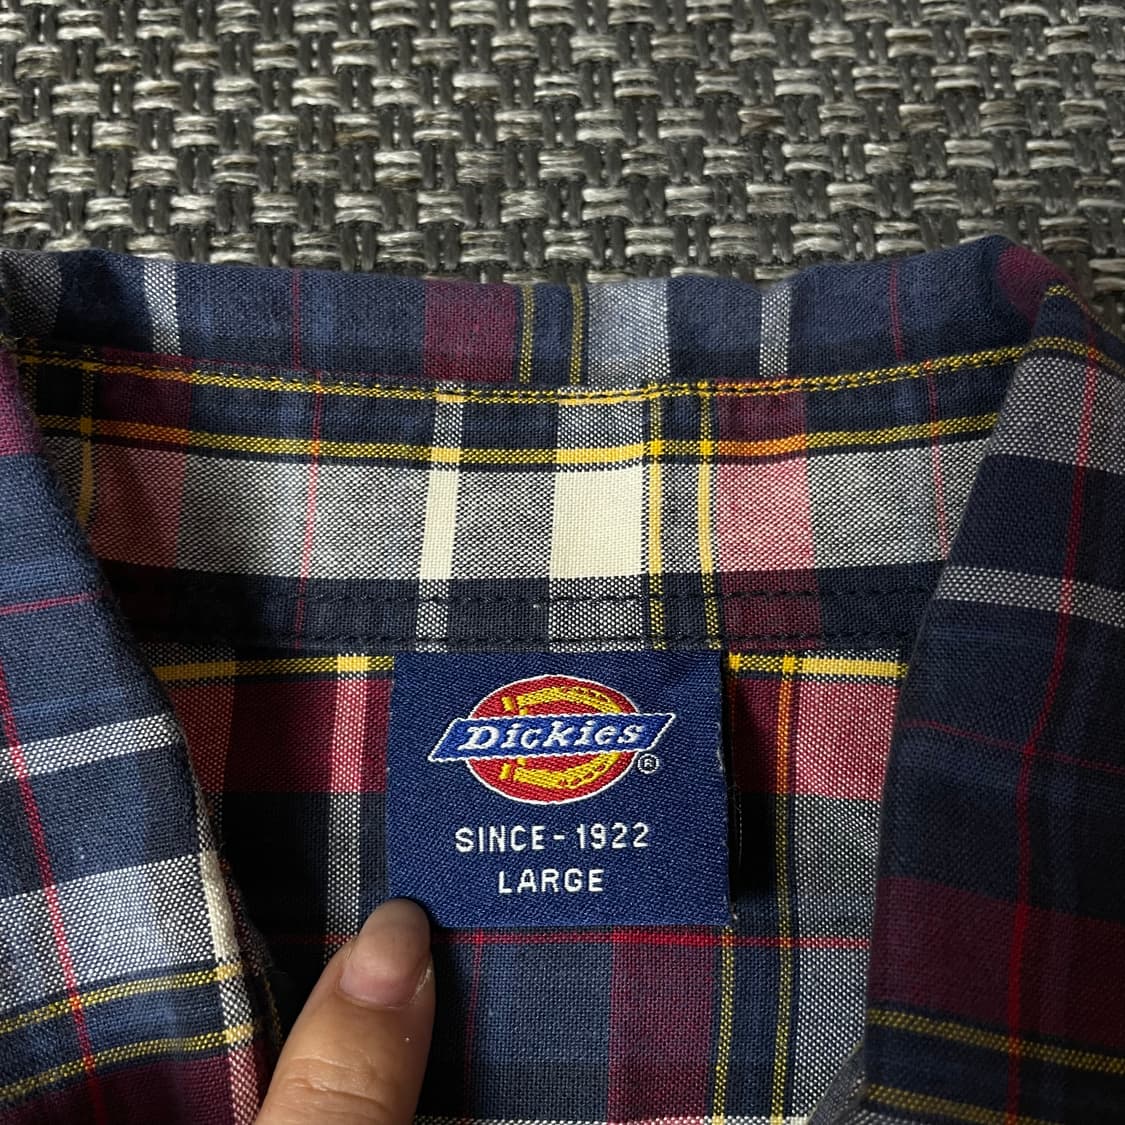 Dickies
®
SINCE-1922
LARGE